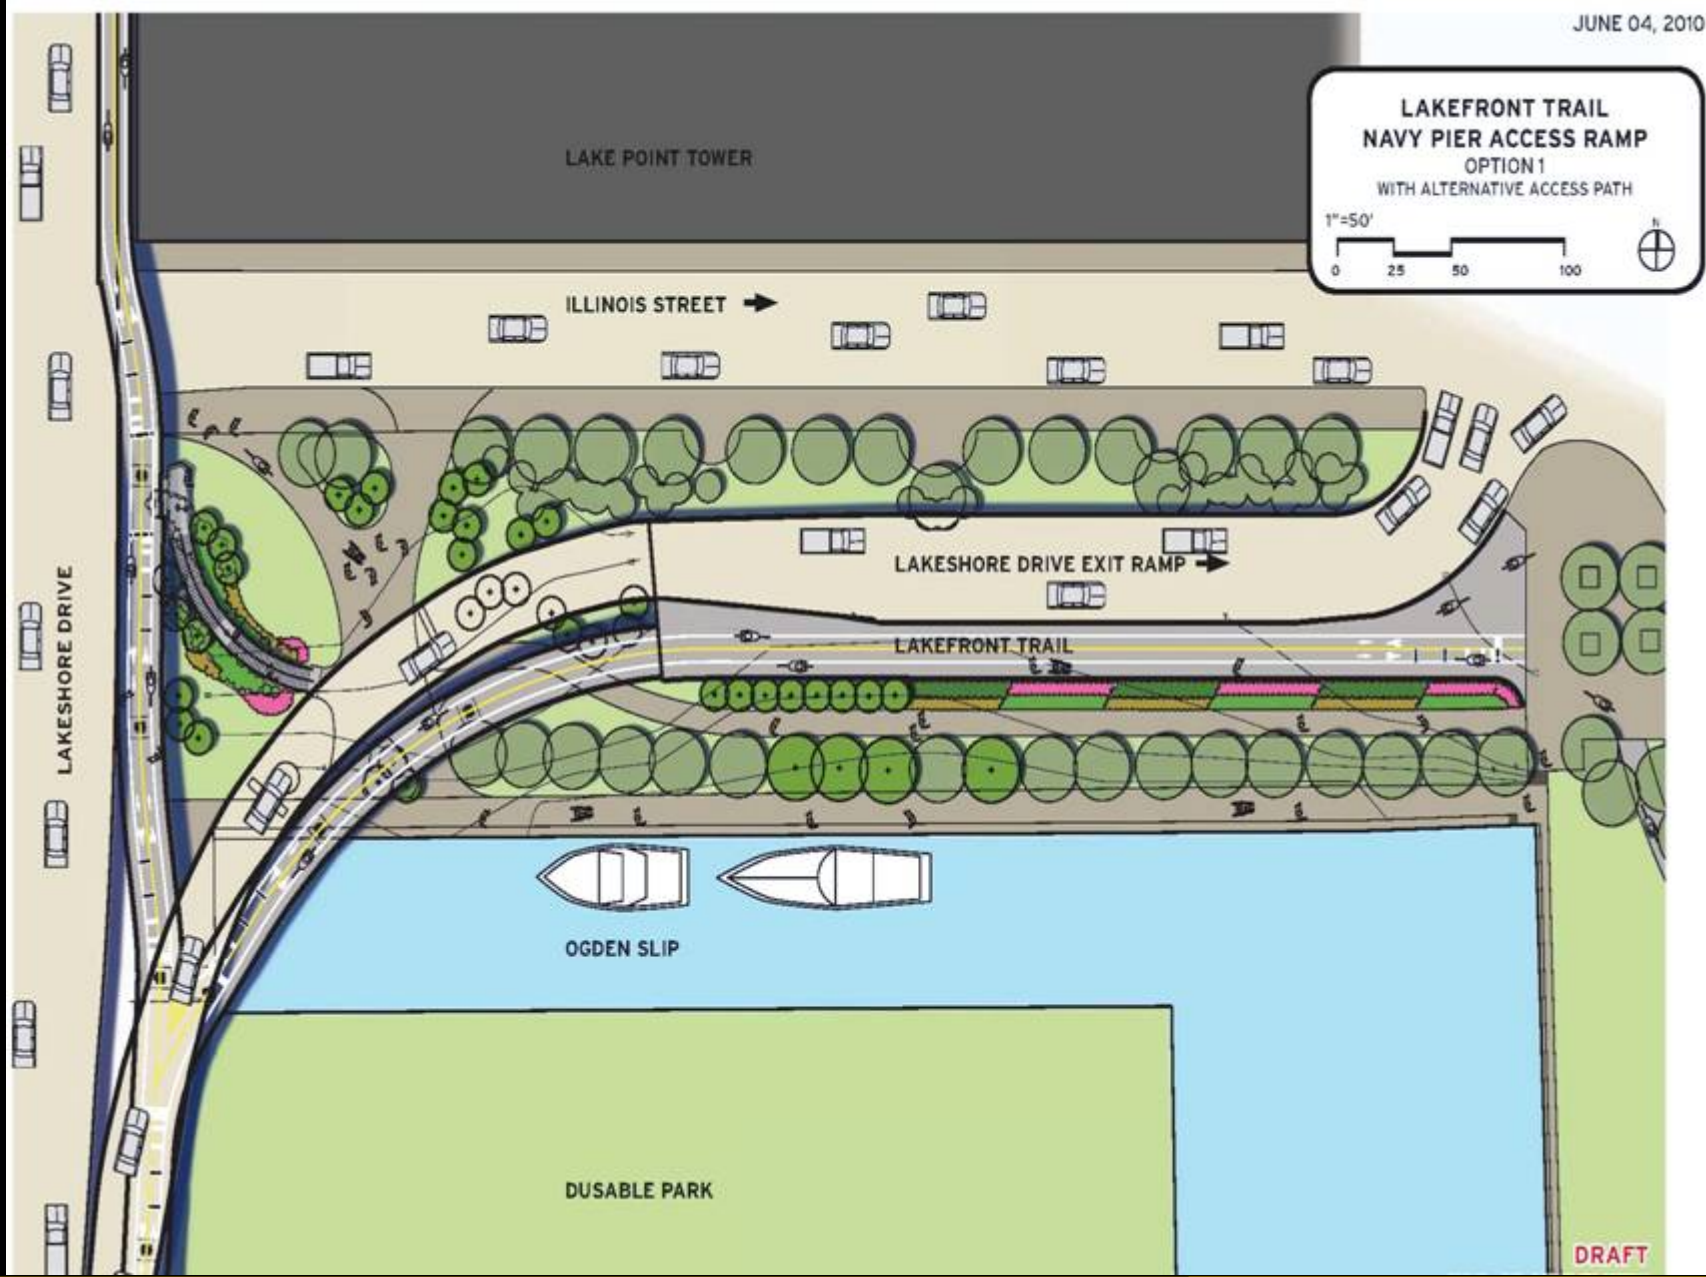 JUNE 04, 2010
LAKEFRONT TRAIL
NAVY PIER ACCESS RAMP
OPTION 1
WITH ALTERNATIVE ACCESS PATH
1"=50'
N
0 25 50 100
LAKE POINT TOWER
ILLINOIS STREET
LAKESHORE DRIVE EXIT RAMP
LAKEFRONT TRAIL
LAKESHORE DRIVE
OGDEN SLIP
DUSABLE PARK
DRAFT